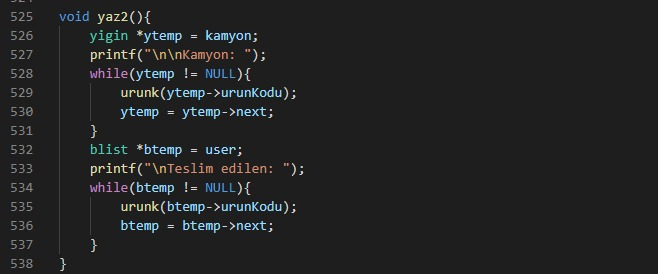 525 void yaz2(){
526     yigin *ytemp = kamyon;
527     printf("\n\nKamyon: ");
528     while(ytemp != NULL){
529         urunk(ytemp->urunKodu);
530         ytemp = ytemp->next;
531     }
532     blist *btemp = user;
533     printf("\nTeslim edilen: ");
534     while(btemp != NULL){
535         urunk(btemp->urunKodu);
536         btemp = btemp->next;
537     }
538 }